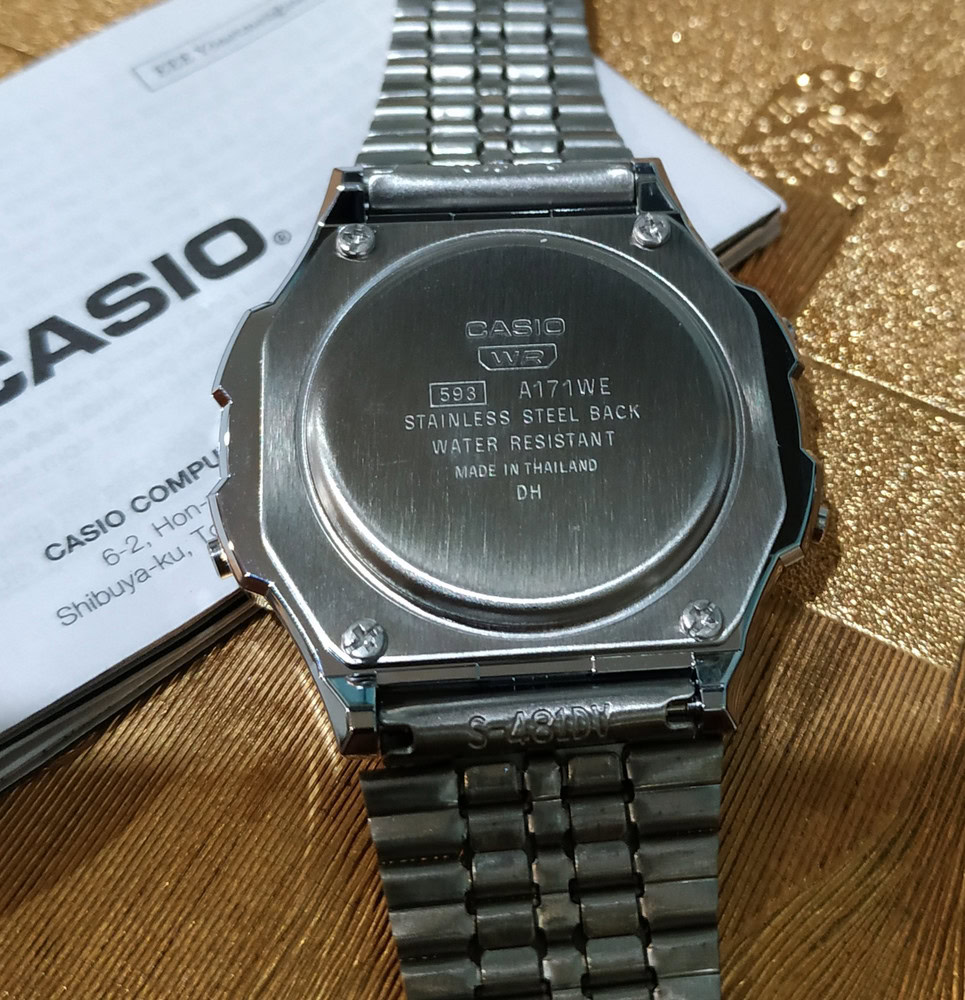 CASIO®
CASIO COMPU
6-2, Hon-
Shibuya-ku, T
CASIO
WR
593 A171WE
STAINLESS STEEL BACK
WATER RESISTANT
MADE IN THAILAND
DH
S-481DY